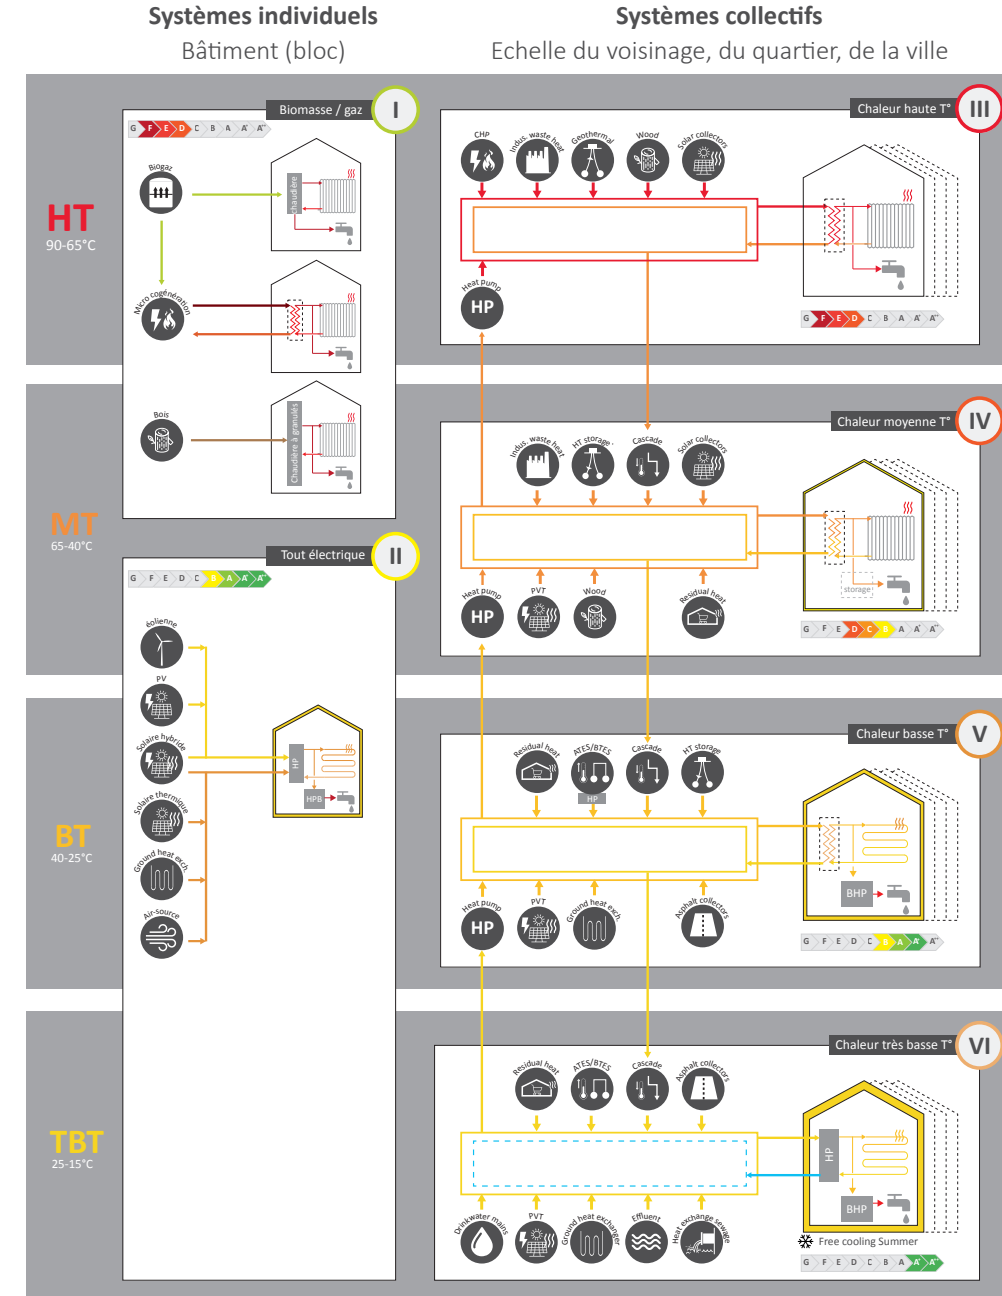 Systèmes individuels
Bâtiment (bloc)
Systèmes collectifs
Echelle du voisinage, du quartier, de la ville
HT
90-65°C
MT
65-40°C
BT
40-25°C
TBT
25-15°C
Biomasse / gaz
I
G F E D C B A A⁺ A⁺⁺
Biogaz
chaudière
Micro cogénération
Bois
Chaudière à granulés
Tout électrique
II
G F E D C B A A⁺ A⁺⁺
éolienne
PV
Solaire hybride
Solaire thermique
Ground heat exch.
Air-source
HP
HPB
Chaleur haute T°
III
CHP
Indus. waste heat
Geothermal
Wood
Solar collectors
Heat pump
HP
G F E D C B A A⁺ A⁺⁺
Chaleur moyenne T°
IV
Indus. waste heat
HT storage
Cascade
Solar collectors
storage
Heat pump
HP
PVT
Wood
Residual heat
G F E D C B A A⁺ A⁺⁺
Chaleur basse T°
V
Residual heat
ATES/BTES
HP
Cascade
HT storage
BHP
Heat pump
HP
PVT
Ground heat exch.
Asphalt collectors
G F E D C B A A⁺ A⁺⁺
Chaleur très basse T°
VI
Residual heat
ATES/BTES
Cascade
Asphalt collectors
HP
BHP
Drinkwater mains
PVT
Ground heat exchanger
Effluent
Heat exchange sewage
Free cooling Summer
G F E D C B A A⁺ A⁺⁺